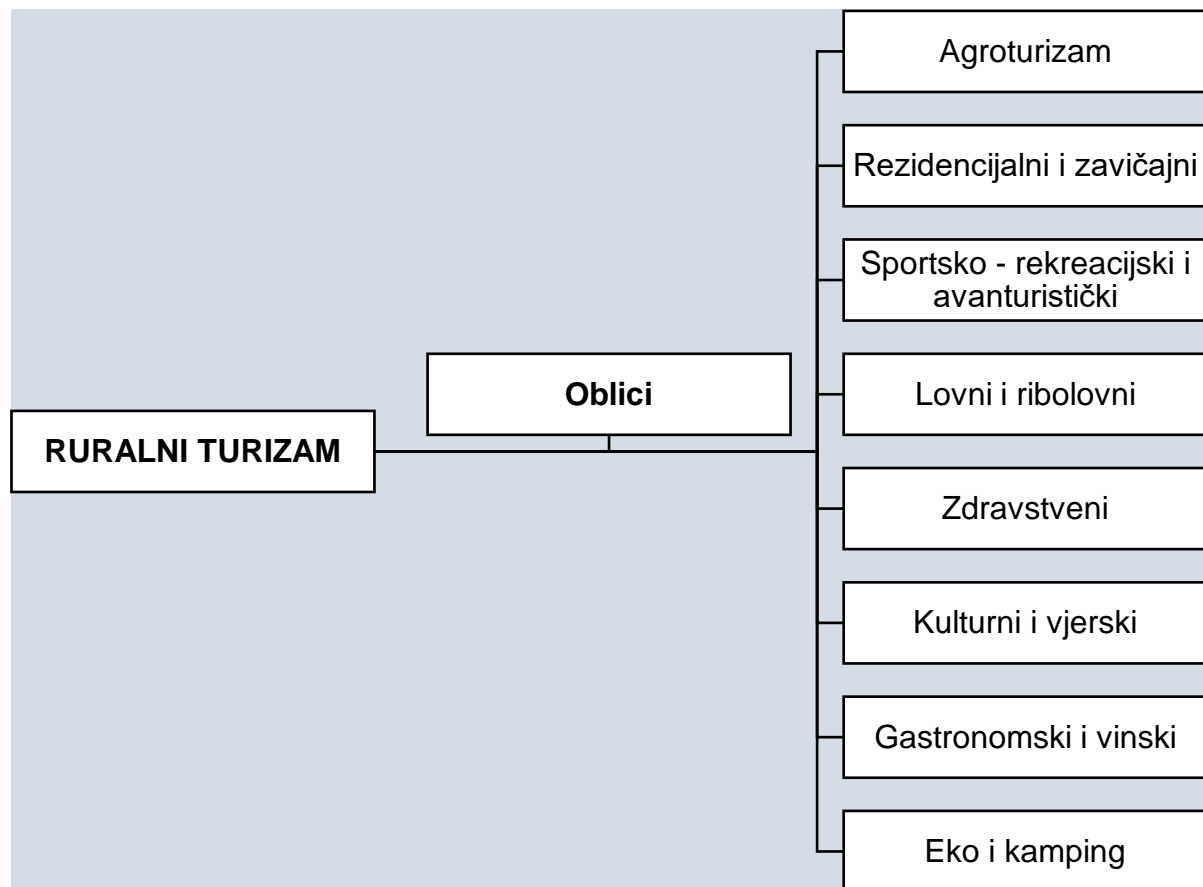 RURALNI TURIZAM
Oblici
Agroturizam
Rezidencijalni i zavičajni
Sportsko - rekreacijski i
avanturistički
Lovni i ribolovni
Zdravstveni
Kulturni i vjerski
Gastronomski i vinski
Eko i kamping